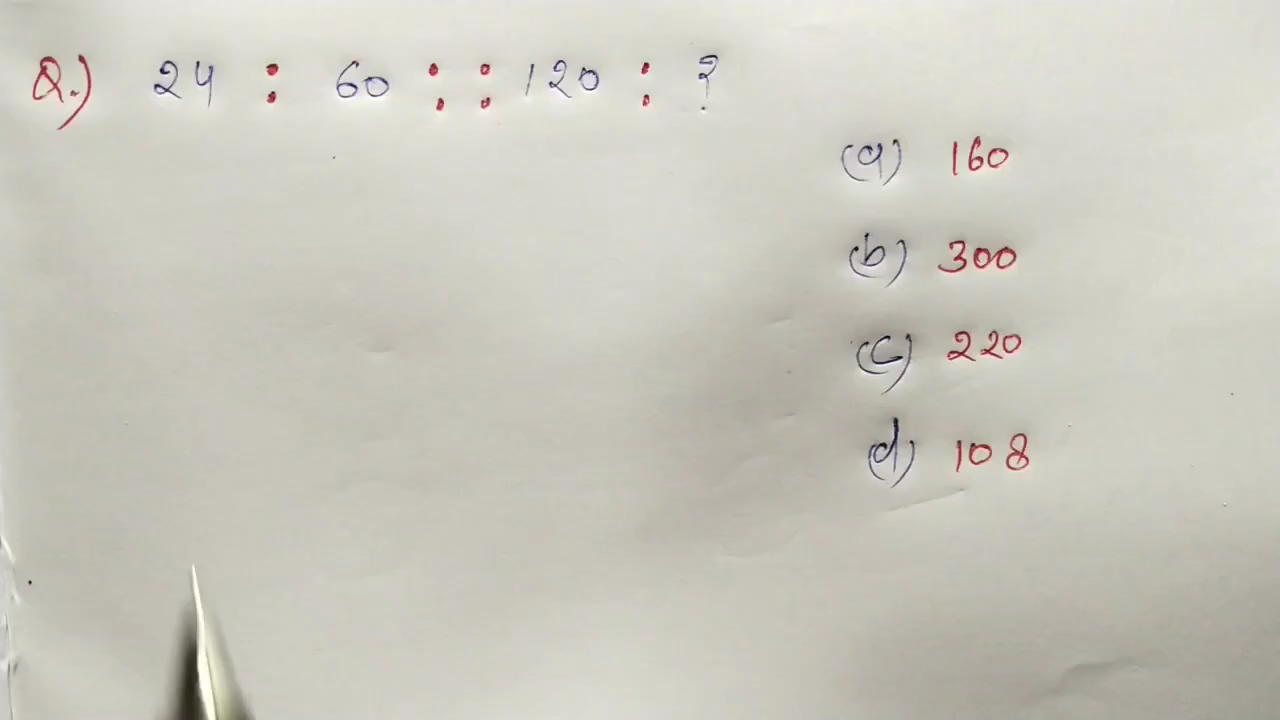 Q.) 24 : 60 :: 120 : ?
(a) 160
(b) 300
(c) 220
(d) 108